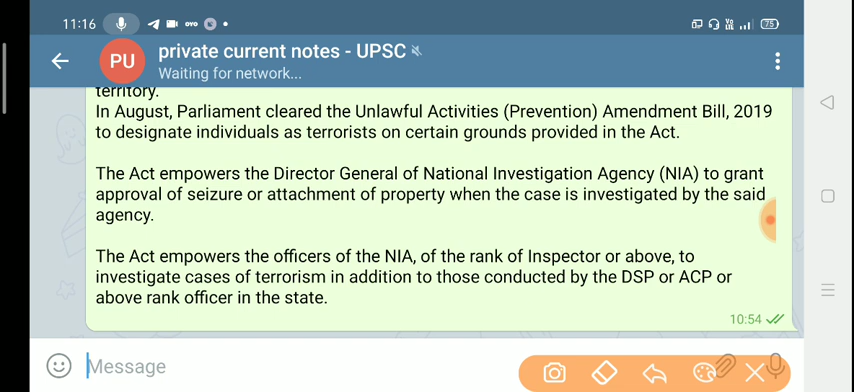 11:16
75
PU
private current notes - UPSC
Waiting for network...
territory.
In August, Parliament cleared the Unlawful Activities (Prevention) Amendment Bill, 2019
to designate individuals as terrorists on certain grounds provided in the Act.
The Act empowers the Director General of National Investigation Agency (NIA) to grant
approval of seizure or attachment of property when the case is investigated by the said
agency.
The Act empowers the officers of the NIA, of the rank of Inspector or above, to
investigate cases of terrorism in addition to those conducted by the DSP or ACP or
above rank officer in the state.
10:54
Message